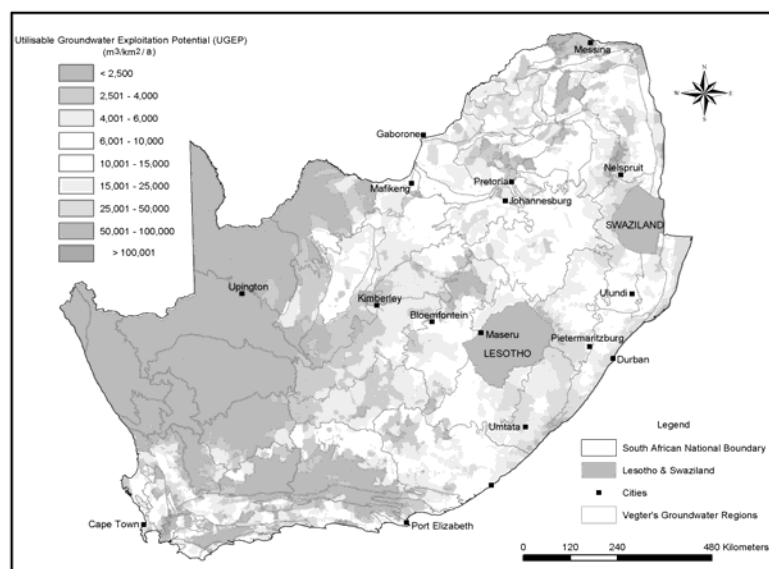 Utilisable Groundwater Exploitation Potential (UGEP)
(m3/km2/a)
< 2,500
2,501 - 4,000
4,001 - 6,000
6,001 - 10,000
10,001 - 15,000
15,001 - 25,000
25,001 - 50,000
50,001 - 100,000
> 100,001
Messina
N
W E
S
Gaborone
Mafikeng
Pretoria
Nelspruit
Johannesburg
SWAZILAND
Upington
Kimberley
Ulundi
Bloemfontein
Maseru
Pietermaritzburg
LESOTHO
Durban
Umtata
Cape Town
Port Elizabeth
Legend
South African National Boundary
Lesotho & Swaziland
Cities
Vegter's Groundwater Regions
0 120 240 480 Kilometers